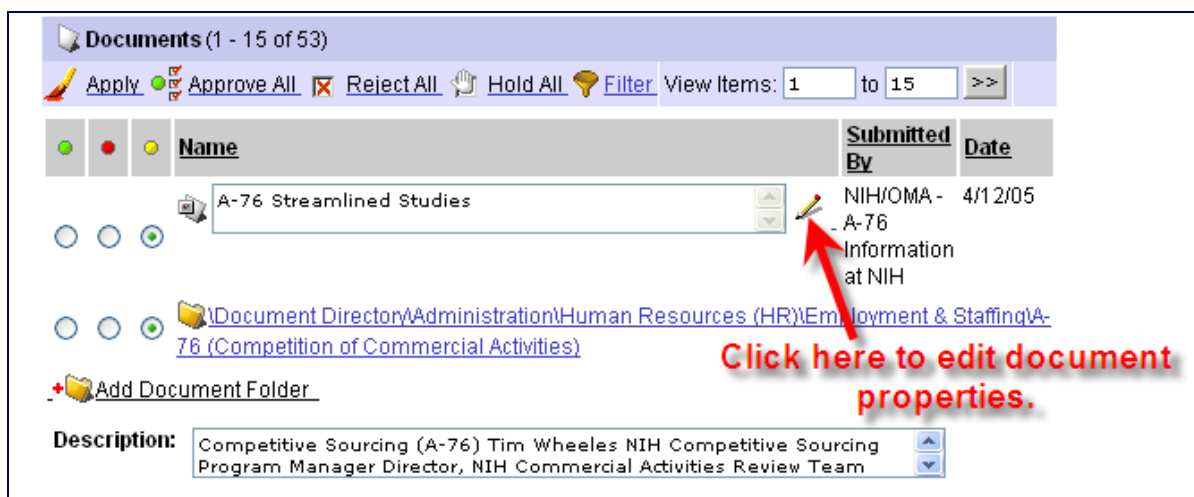 Documents (1 - 15 of 53)
Apply Approve All Reject All Hold All Filter View Items: 1 to 15 >>
Name Submitted By Date
A-76 Streamlined Studies NIH/OMA - 4/12/05
A-76
Information
at NIH
\Document Directory\Administration\Human Resources (HR)\Employment & Staffing\A-
76 (Competition of Commercial Activities)
Click here to edit document
properties.
+Add Document Folder
Description: Competitive Sourcing (A-76) Tim Wheeles NIH Competitive Sourcing
Program Manager Director, NIH Commercial Activities Review Team